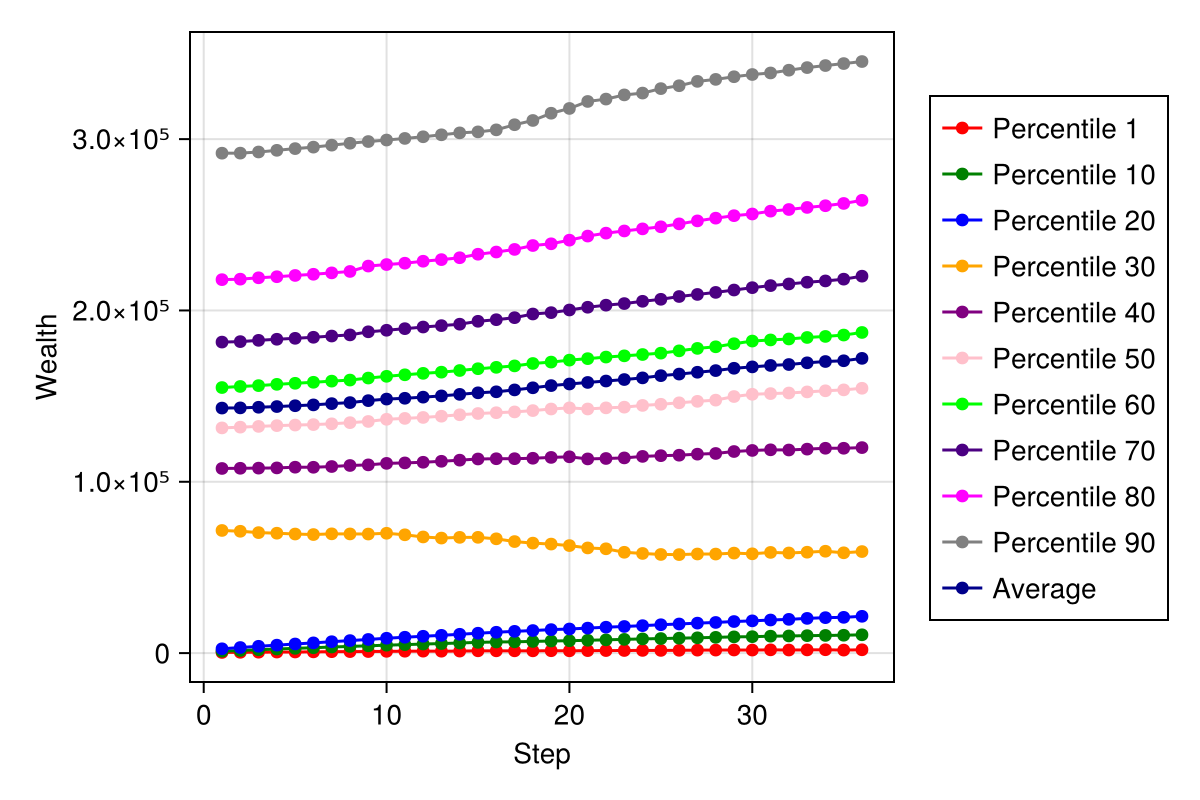 3.0×10⁵
2.0×10⁵
1.0×10⁵
0
Wealth
0 10 20 30
Step
Percentile 1
Percentile 10
Percentile 20
Percentile 30
Percentile 40
Percentile 50
Percentile 60
Percentile 70
Percentile 80
Percentile 90
Average